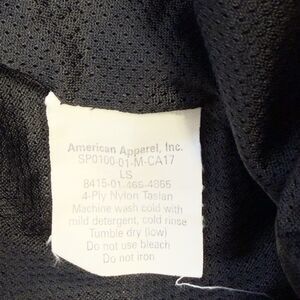 American Apparel, Inc.
SP0100-01-M-CA17
LS
8415-01-465-4865
4-Ply Nylon Taslan
Machine wash cold with
mild detergent, cold rinse
Tumble dry (low)
Do not use bleach
Do not iron